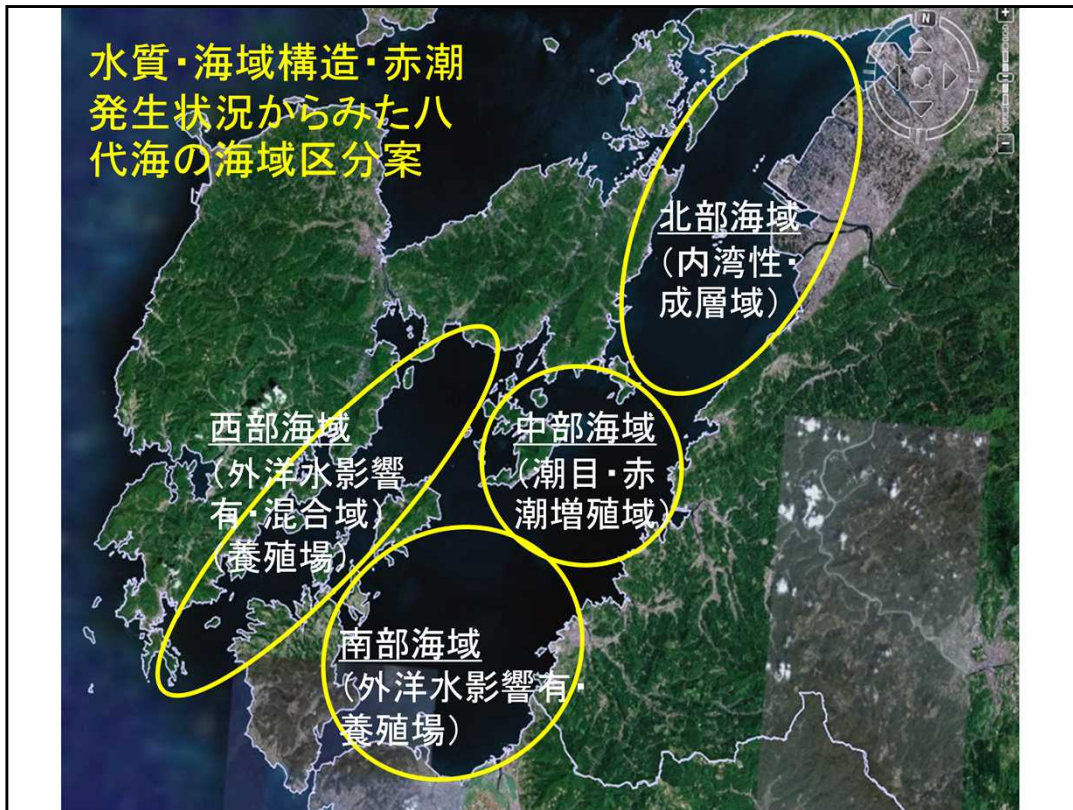 水質・海域構造・赤潮
発生状況からみた八
代海の海域区分案
N
北部海域
（内湾性・
成層域）
西部海域
（外洋水影響
有・混合域）
（養殖場）
中部海域
（潮目・赤
潮増殖域）
南部海域
（外洋水影響有・
養殖場）